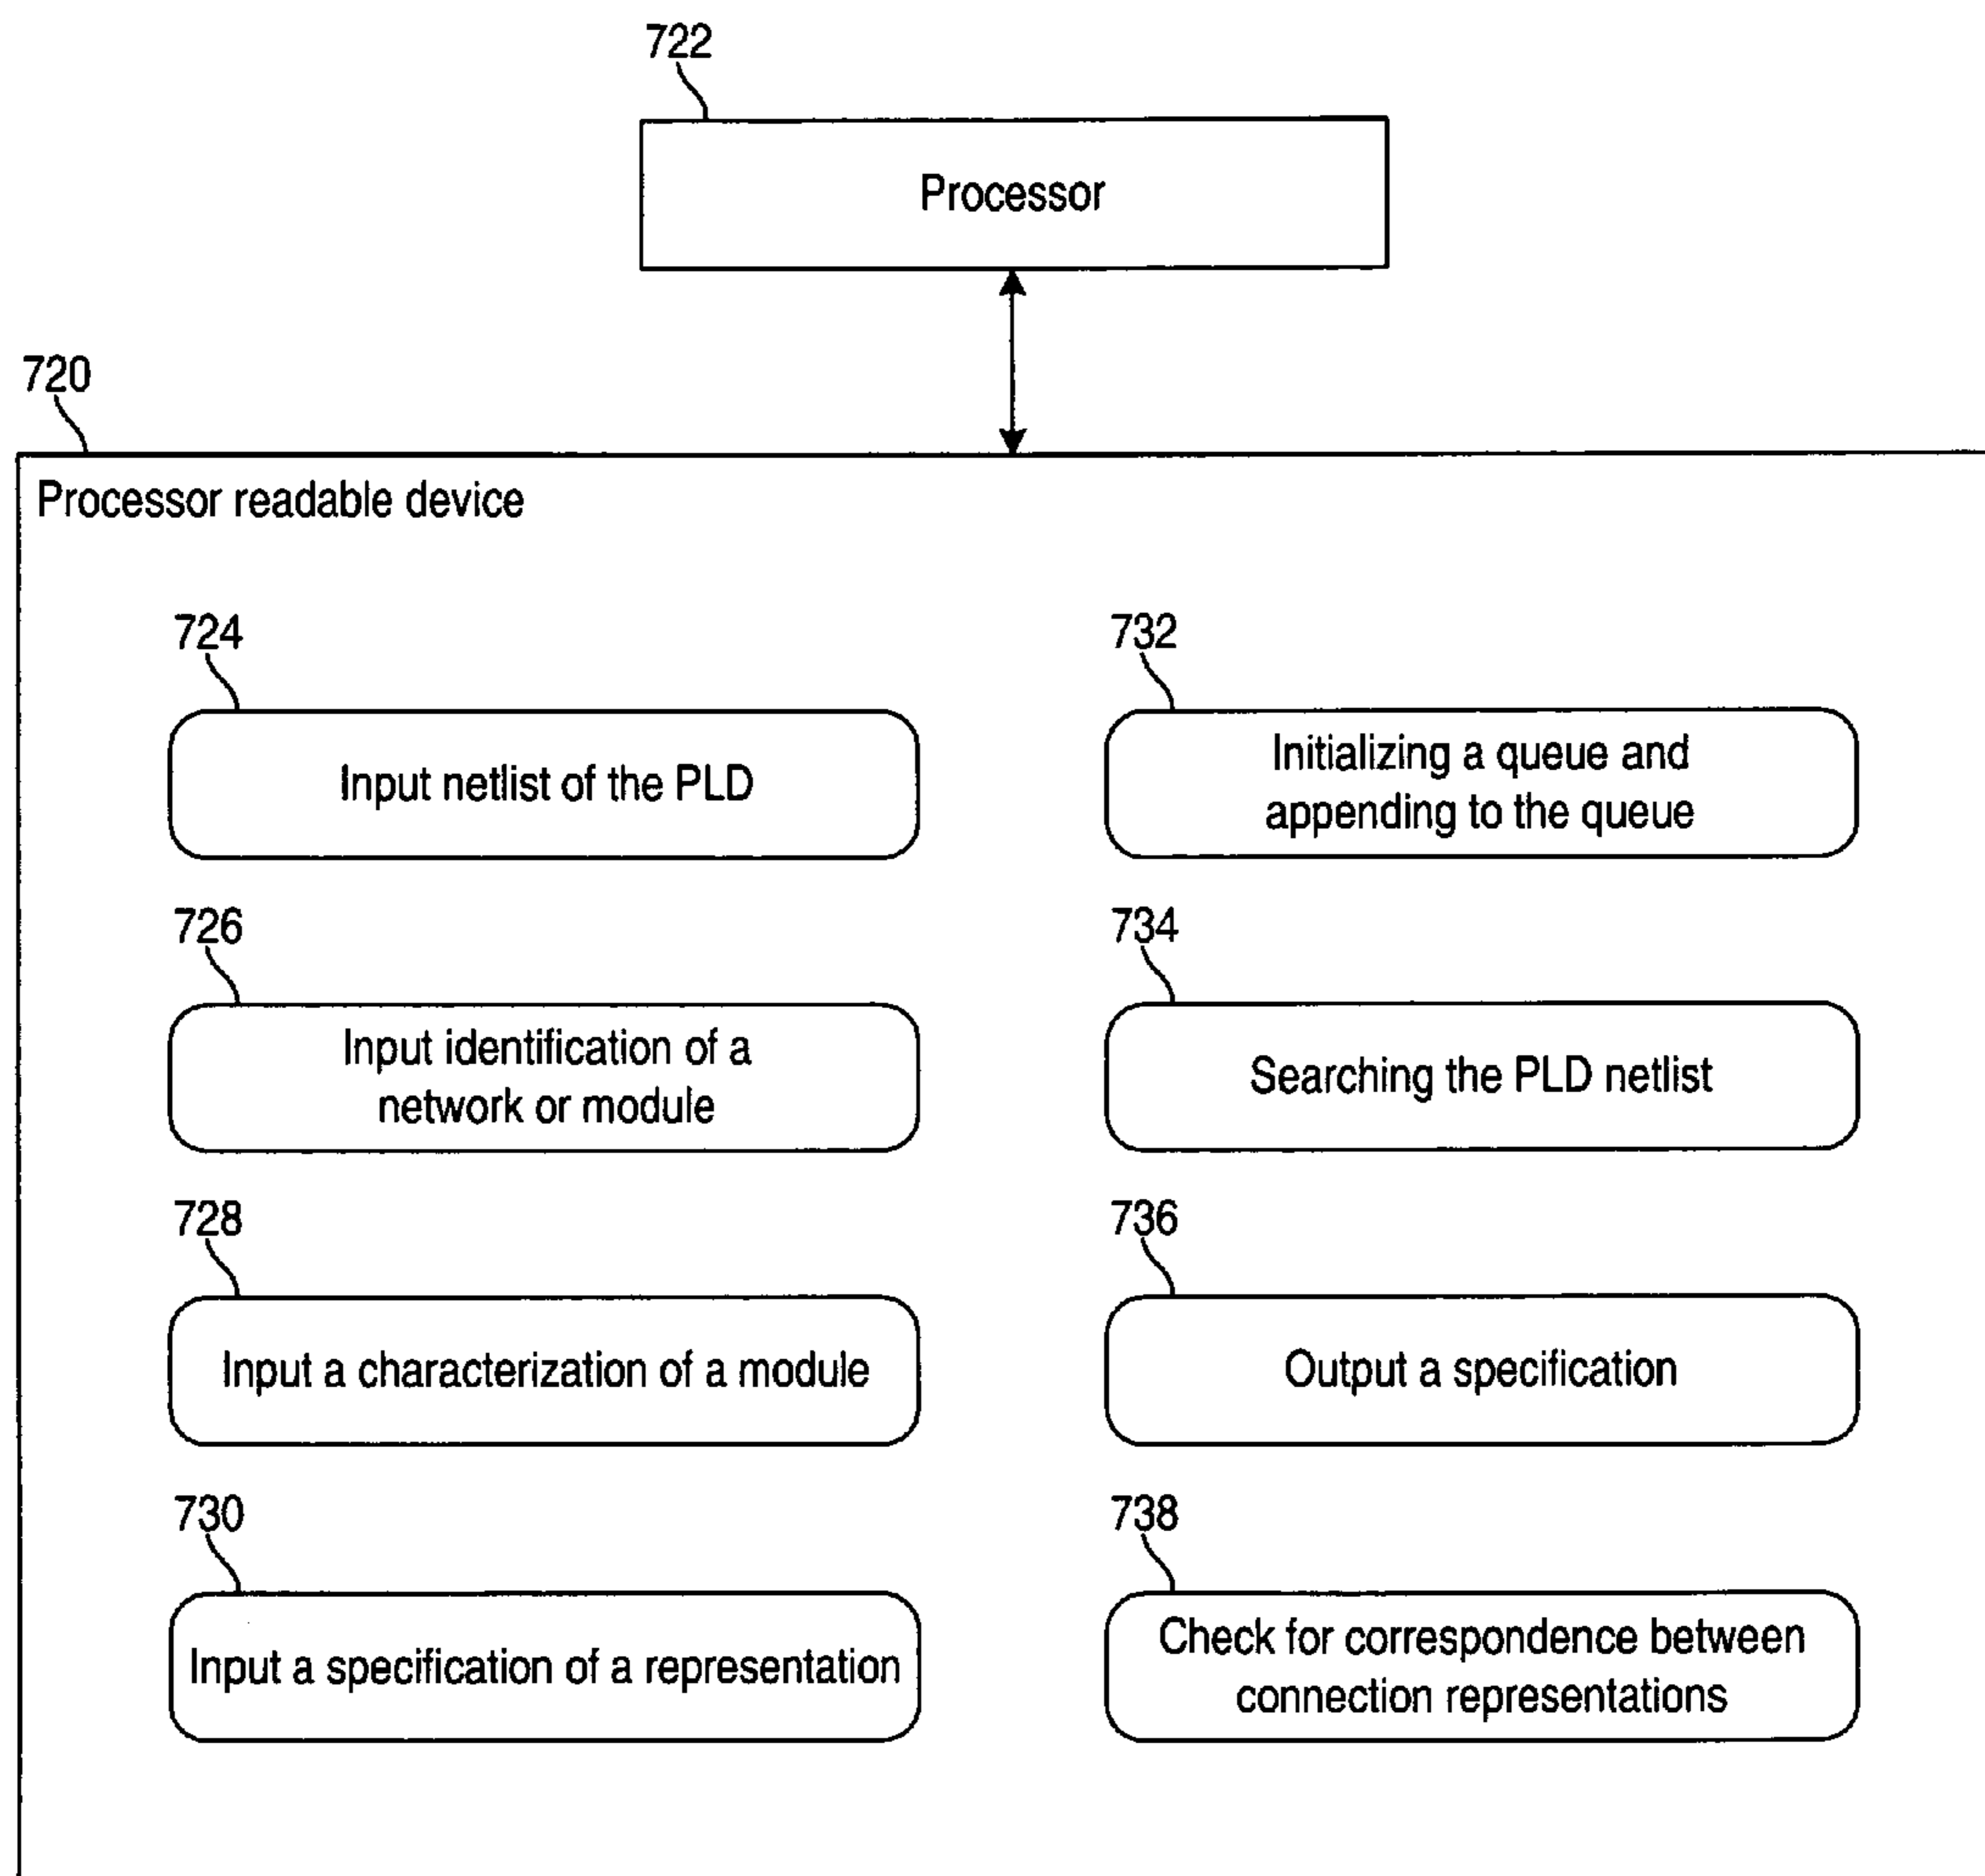 722
Processor
720
Processor readable device
724
Input netlist of the PLD
726
Input identification of a
network or module
728
Input a characterization of a module
730
Input a specification of a representation
732
Initializing a queue and
appending to the queue
734
Searching the PLD netlist
736
Output a specification
738
Check for correspondence between
connection representations